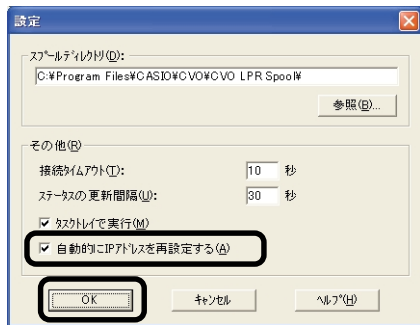 設定
スプールディレクトリ(D):
C:¥Program Files¥CASIO¥CVO¥CVO LPR Spool¥
参照(B)...
その他(R)
接続タイムアウト(T): 10 秒
ステータスの更新間隔(U): 30 秒
タスクトレイで実行(M)
自動的にIPアドレスを再設定する(A)
OK キャンセル ヘルプ(H)